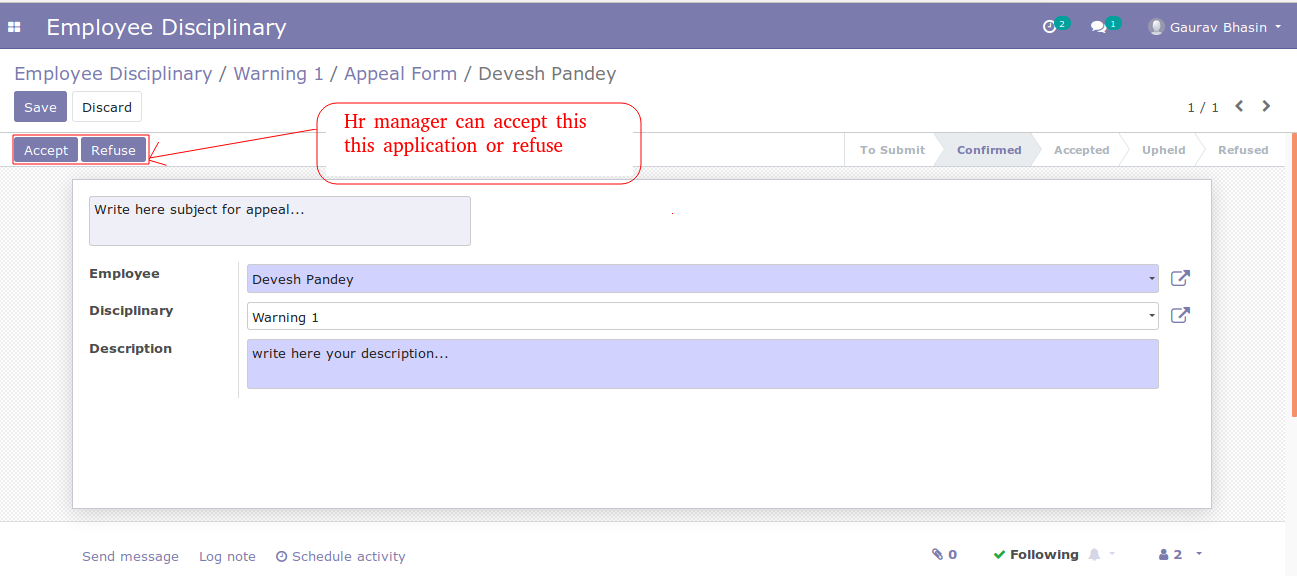 Employee Disciplinary
2
1
Gaurav Bhasin
Employee Disciplinary / Warning 1 / Appeal Form / Devesh Pandey
Save
Discard
1 / 1
Hr manager can accept this
this application or refuse
Accept
Refuse
To Submit
Confirmed
Accepted
Upheld
Refused
Write here subject for appeal...
Employee
Devesh Pandey
Disciplinary
Warning 1
Description
write here your description...
Send message
Log note
Schedule activity
0
Following
2